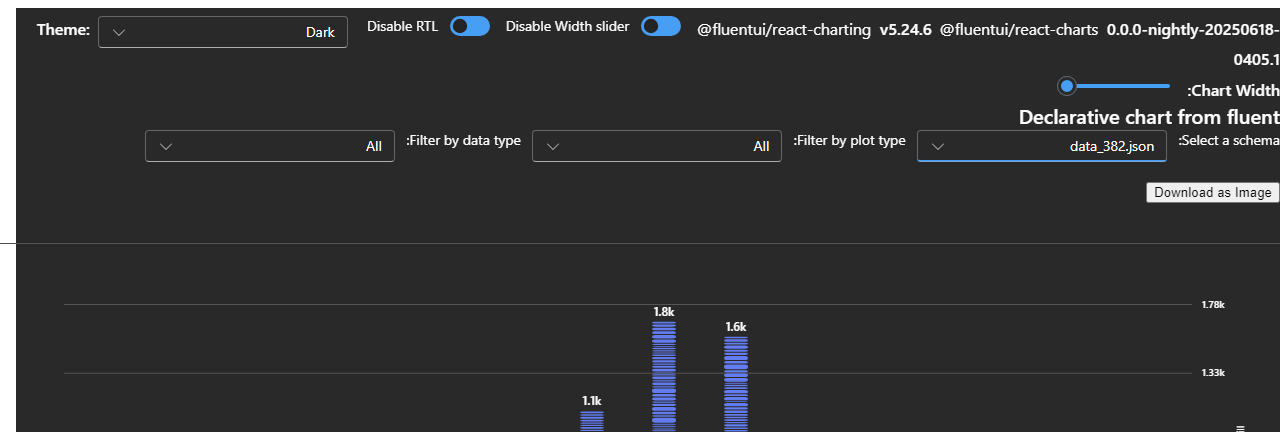 Theme: Dark Disable RTL Disable Width slider @fluentui/react-charting v5.24.6 @fluentui/react-charts 0.0.0-nightly-20250618-
0405.1
:Chart Width
Declarative chart from fluent
:Select a schema data_382.json :Filter by plot type All :Filter by data type All
Download as Image
1.78k
1.8k
1.6k
1.33k
1.1k